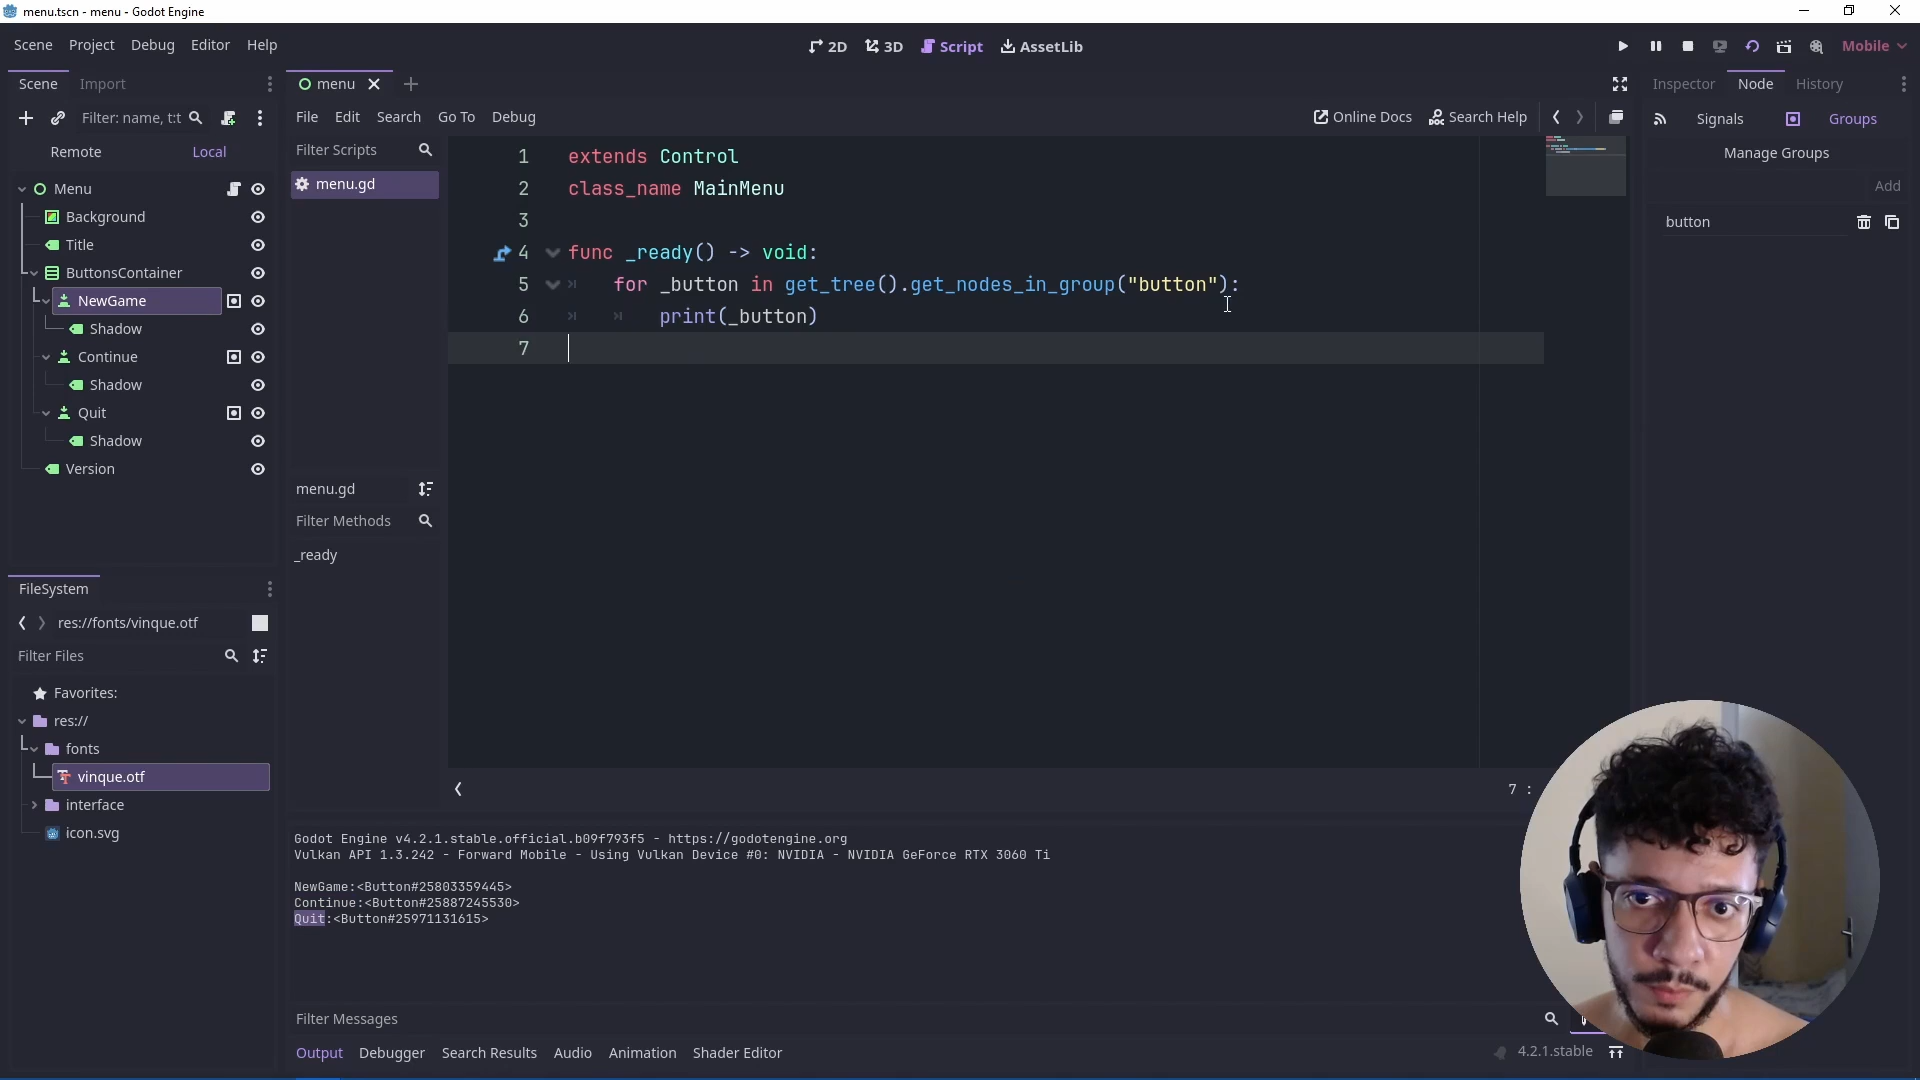 menu.tscn - menu - Godot Engine
Scene Project Debug Editor Help
2D 3D Script AssetLib
Mobile
Scene Import
Filter: name, t:t
Remote Local
Menu
Background
Title
ButtonsContainer
NewGame
Shadow
Continue
Shadow
Quit
Shadow
Version
FileSystem
res://fonts/vinque.otf
Filter Files
Favorites:
res://
fonts
vinque.otf
interface
icon.svg
menu
File Edit Search Go To Debug
Online Docs Search Help
Filter Scripts
menu.gd
menu.gd
Filter Methods
_ready
1 extends Control
2 class_name MainMenu
3
4 func _ready() -> void:
5 for _button in get_tree().get_nodes_in_group("button"):
6 print(_button)
7
7 :
Godot Engine v4.2.1.stable.official.b09f793f5 - https://godotengine.org
Vulkan API 1.3.242 - Forward Mobile - Using Vulkan Device #0: NVIDIA - NVIDIA GeForce RTX 3060 Ti
NewGame:<Button#25803359445>
Continue:<Button#25887245530>
Quit:<Button#25971131615>
Filter Messages
Output Debugger Search Results Audio Animation Shader Editor
4.2.1.stable
Inspector Node History
Signals Groups
Manage Groups
Add
button